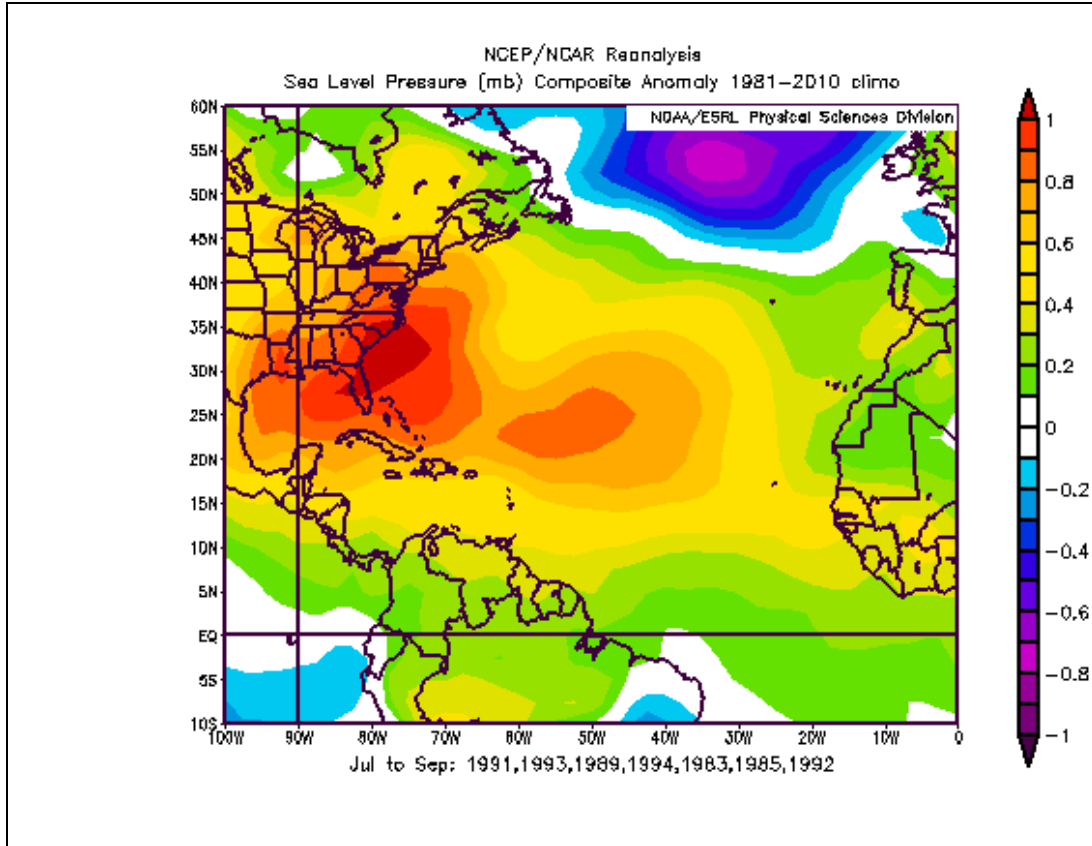 NCEP/NCAR Reanalysis
Sea Level Pressure (mb) Composite Anomaly 1981-2010 climo
NOAA/ESRL Physical Sciences Division
60N
55N
50N
45N
40N
35N
30N
25N
20N
15N
10N
5N
EQ
5S
10S
100W 90W 80W 70W 60W 50W 40W 30W 20W 10W 0
1
0.8
0.6
0.4
0.2
0
-0.2
-0.4
-0.6
-0.8
-1
Jul to Sep: 1991,1993,1989,1994,1983,1985,1992